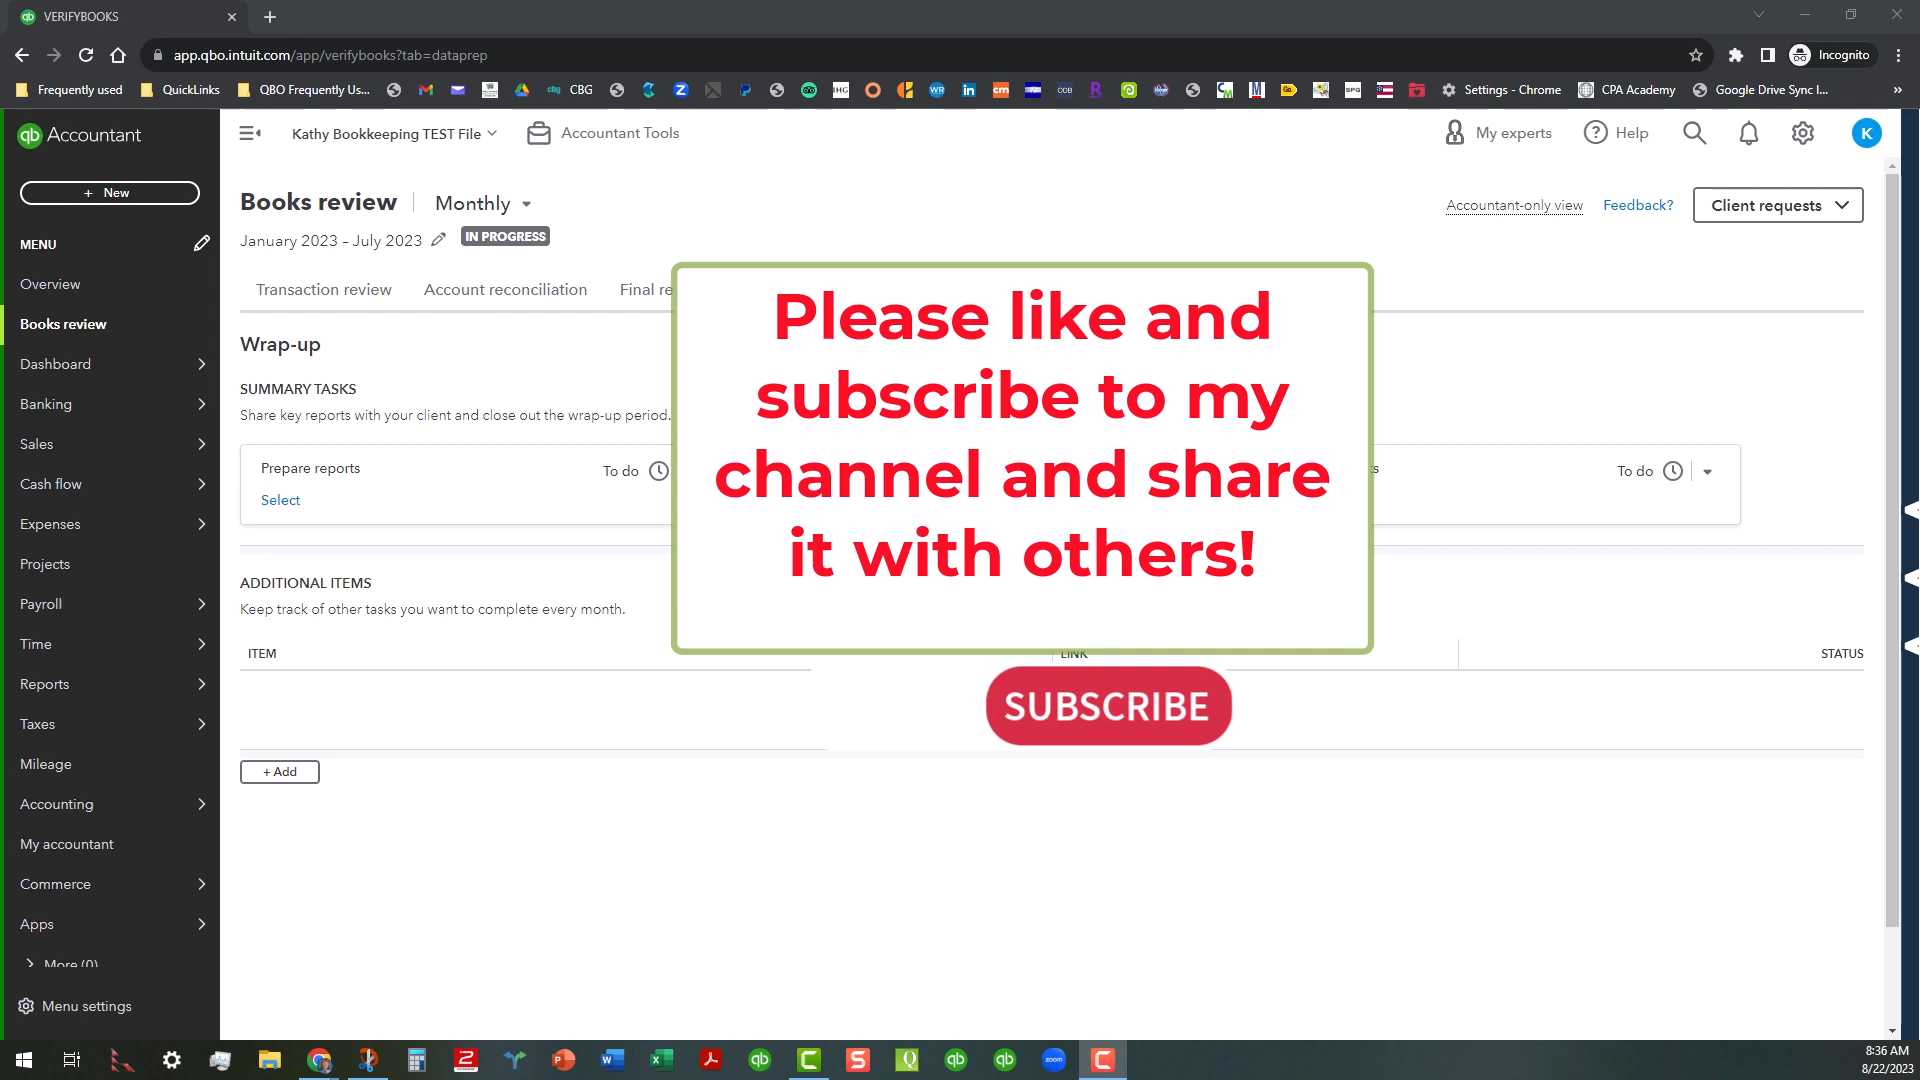 VERIFYBOOKS
app.qbo.intuit.com/app/verifybooks?tab=dataprep
Incognito
Frequently used
QuickLinks
QBO Frequently Us...
CBG
Settings - Chrome
CPA Academy
Google Drive Sync I...
qb Accountant
Kathy Bookkeeping TEST File
Accountant Tools
My experts
Help
K
+ New
Books review
Monthly
Accountant-only view
Feedback?
Client requests
January 2023 – July 2023
IN PROGRESS
MENU
Overview
Books review
Dashboard
Banking
Sales
Cash flow
Expenses
Projects
Payroll
Time
Reports
Taxes
Mileage
Accounting
My accountant
Commerce
Apps
More (0)
Menu settings
Transaction review
Account reconciliation
Final re
Wrap-up
SUMMARY TASKS
Share key reports with your client and close out the wrap-up period.
Prepare reports
To do
Select
To do
ADDITIONAL ITEMS
Keep track of other tasks you want to complete every month.
ITEM
LINK
STATUS
+ Add
Please like and
subscribe to my
channel and share
it with others!
SUBSCRIBE
8:36 AM
8/22/2023